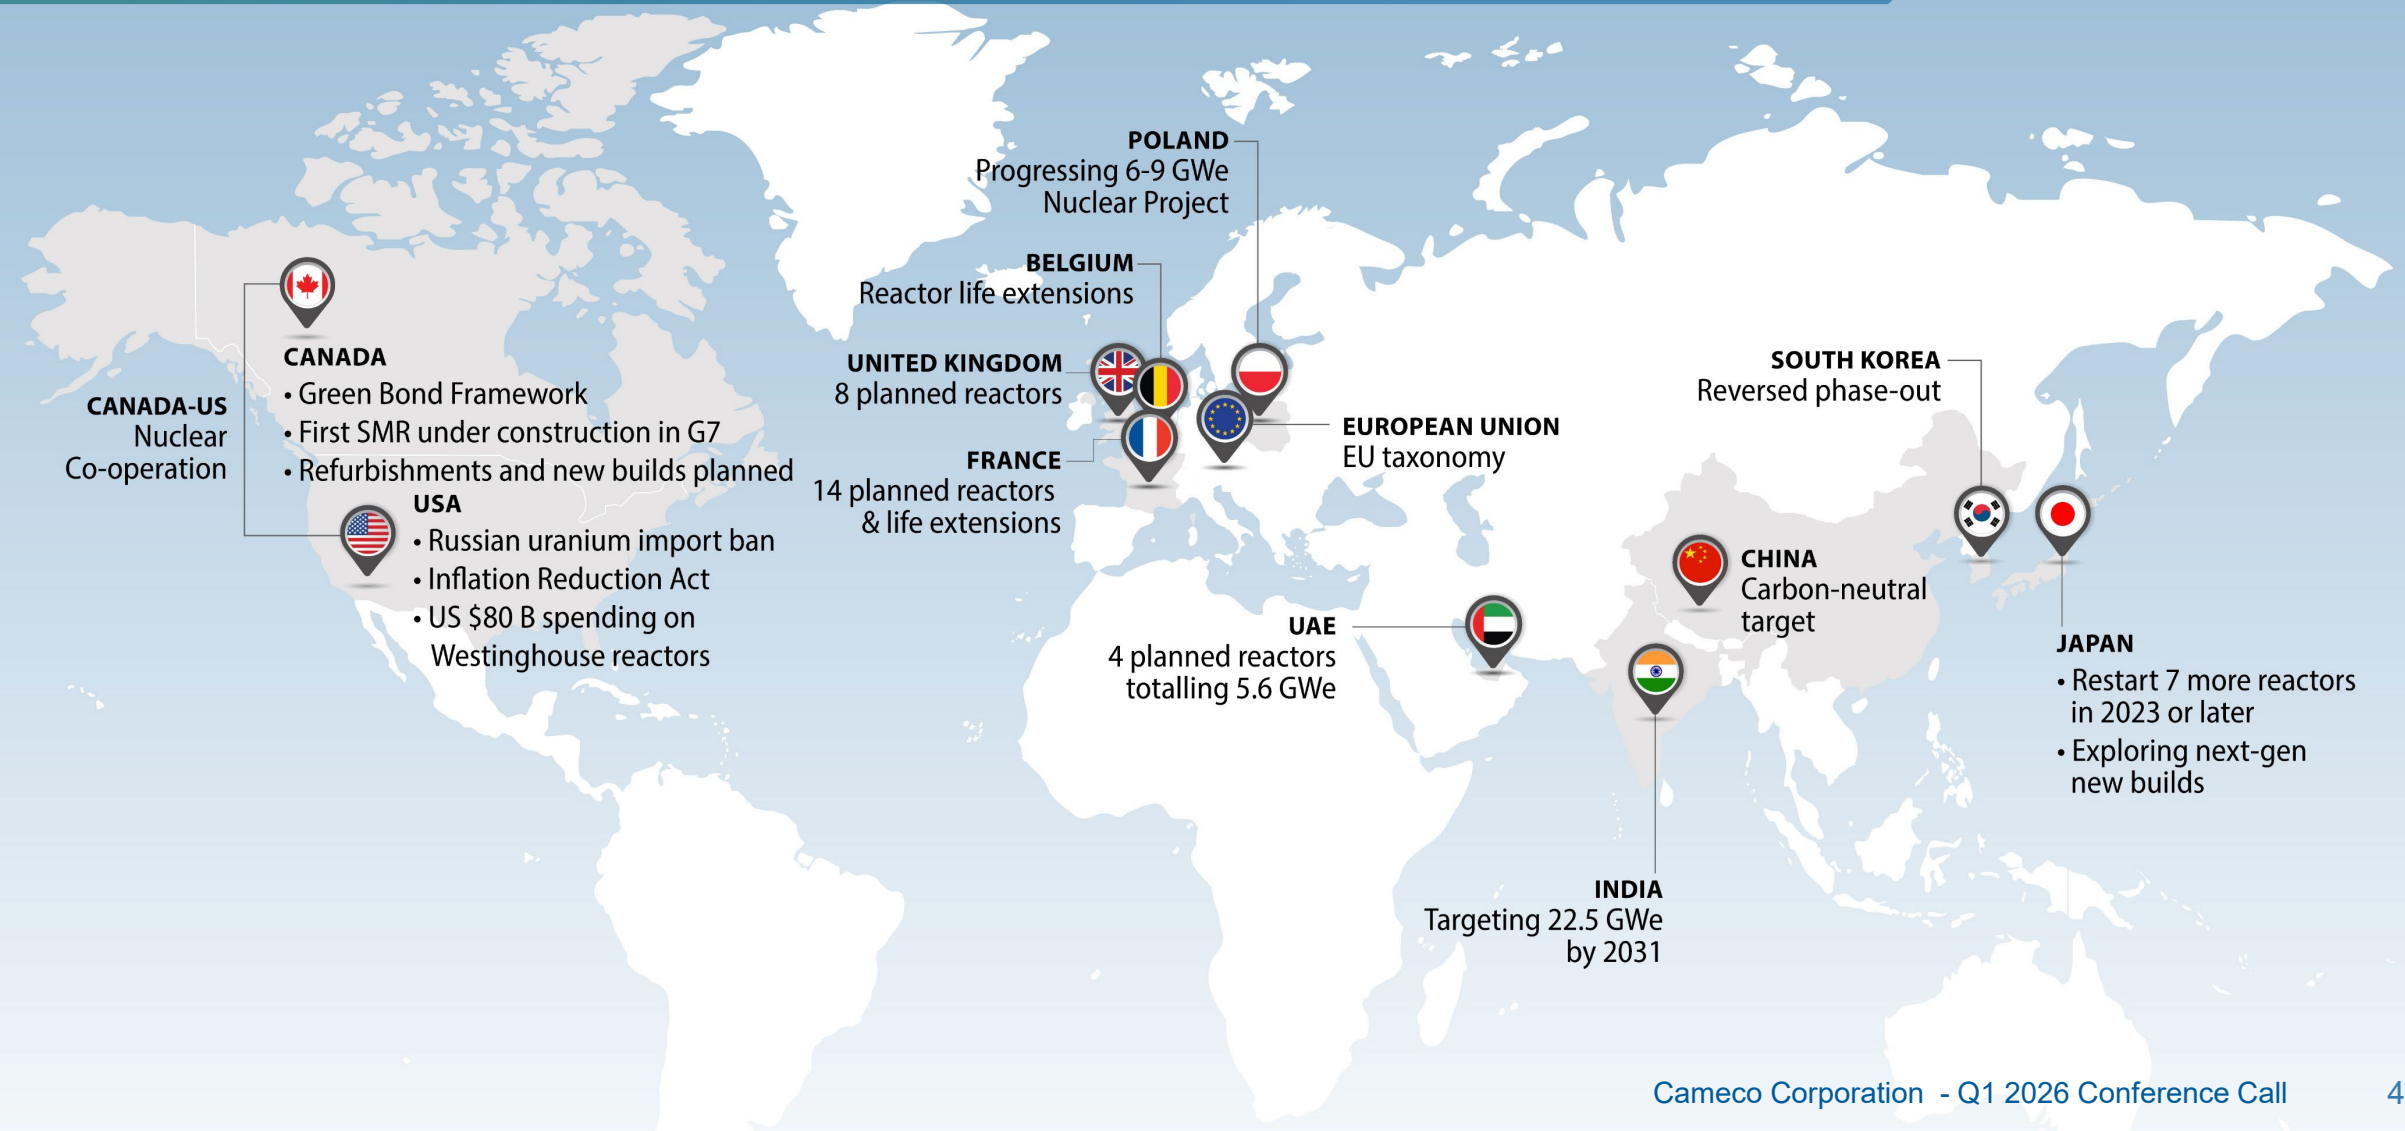 POLAND
Progressing 6-9 GWe
Nuclear Project
BELGIUM
Reactor life extensions
UNITED KINGDOM
8 planned reactors
FRANCE
14 planned reactors
& life extensions
EUROPEAN UNION
EU taxonomy
CANADA-US
Nuclear
Co-operation
CANADA
• Green Bond Framework
• First SMR under construction in G7
• Refurbishments and new builds planned
USA
• Russian uranium import ban
• Inflation Reduction Act
• US $80 B spending on
Westinghouse reactors
UAE
4 planned reactors
totalling 5.6 GWe
SOUTH KOREA
Reversed phase-out
CHINA
Carbon-neutral
target
JAPAN
• Restart 7 more reactors
in 2023 or later
• Exploring next-gen
new builds
INDIA
Targeting 22.5 GWe
by 2031
Cameco Corporation - Q1 2026 Conference Call
4